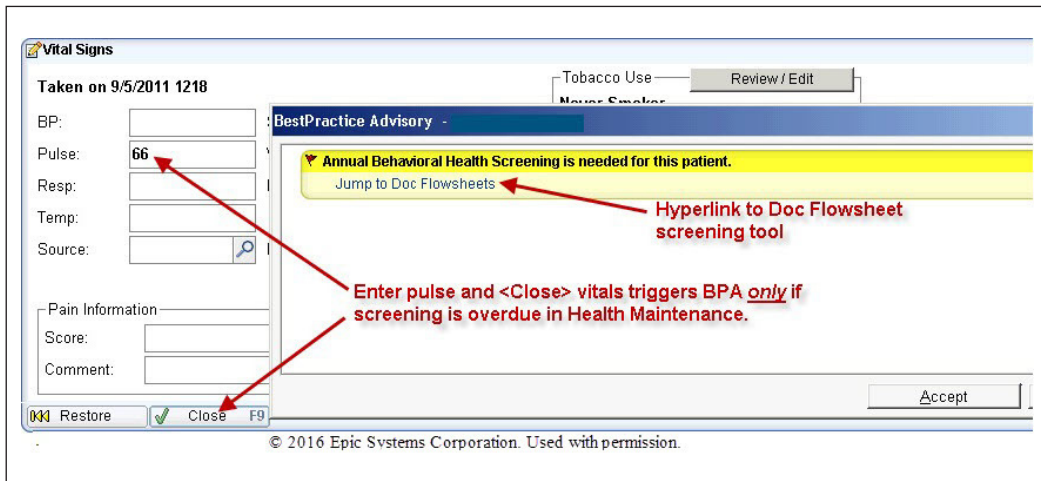 Vital Signs
Taken on 9/5/2011 1218
Tobacco Use
Review / Edit
Never Smoker
BP:
BestPractice Advisory -
Pulse: 66
Annual Behavioral Health Screening is needed for this patient.
Resp:
Jump to Doc Flowsheets
Temp:
Hyperlink to Doc Flowsheet
screening tool
Source:
Enter pulse and <Close> vitals triggers BPA only if
screening is overdue in Health Maintenance.
Pain Information
Score:
Comment:
Accept
Restore
Close F9
© 2016 Epic Systems Corporation. Used with permission.